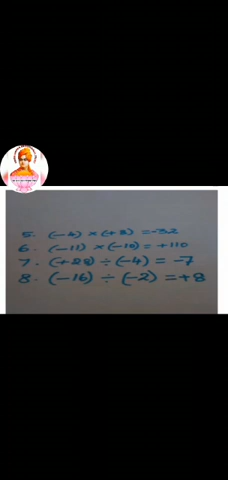 5. (-4) × (+8) = -32
6. (-11) × (-10) = +110
7. (+28) ÷ (-4) = -7
8. (-16) ÷ (-2) = +8